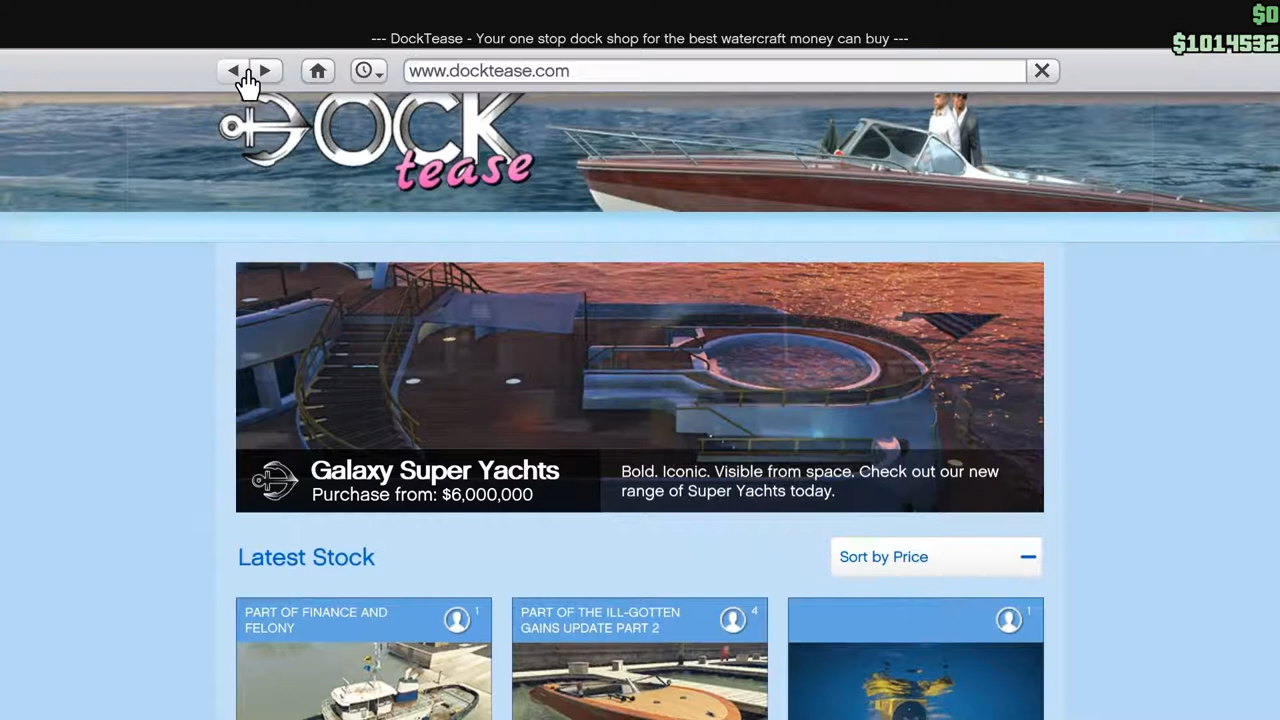 $0
$1014532
--- DockTease - Your one stop dock shop for the best watercraft money can buy ---
www.docktease.com
DOCK
tease
Galaxy Super Yachts
Purchase from: $6,000,000
Bold. Iconic. Visible from space. Check out our new
range of Super Yachts today.
Latest Stock
Sort by Price
PART OF FINANCE AND
FELONY
1
PART OF THE ILL-GOTTEN
GAINS UPDATE PART 2
4
1